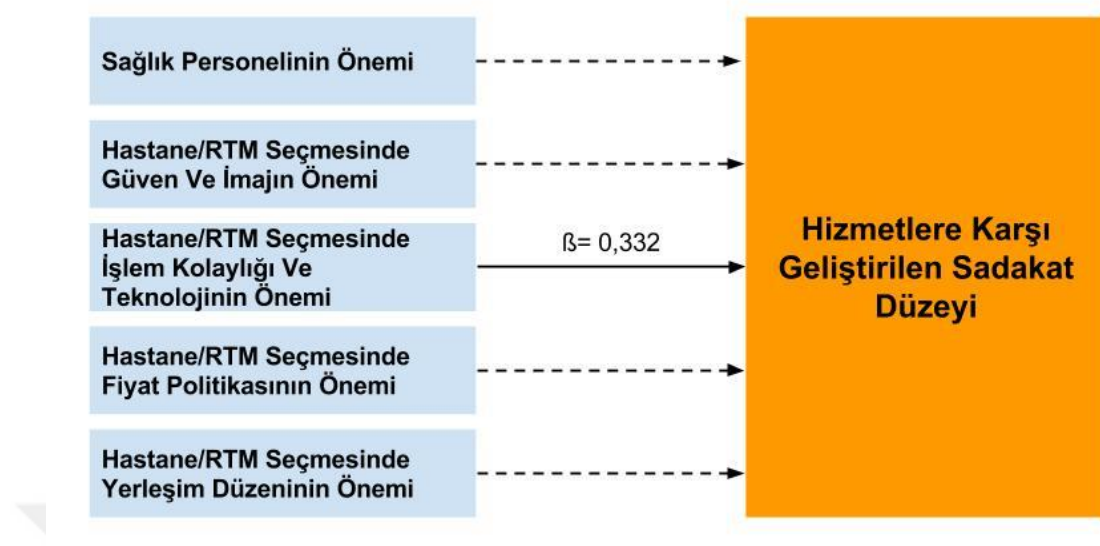 Sağlık Personelinin Önemi
Hastane/RTM Seçmesinde
Güven Ve İmajın Önemi
Hastane/RTM Seçmesinde
İşlem Kolaylığı Ve
Teknolojinin Önemi
ß= 0,332
Hastane/RTM Seçmesinde
Fiyat Politikasının Önemi
Hastane/RTM Seçmesinde
Yerleşim Düzeninin Önemi
Hizmetlere Karşı
Geliştirilen Sadakat
Düzeyi